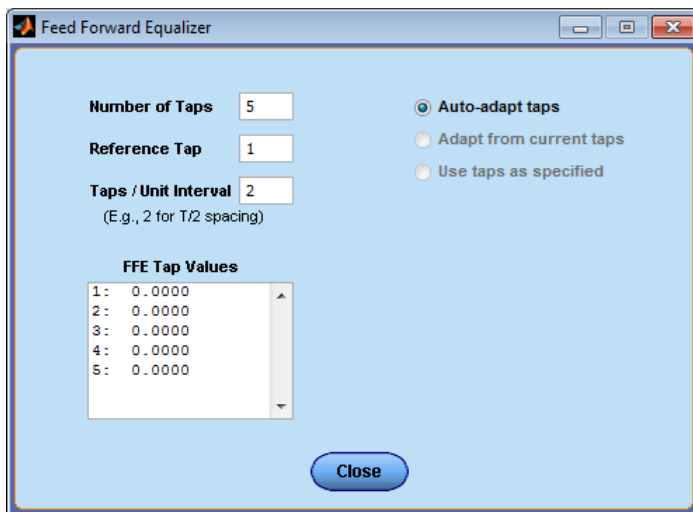 Feed Forward Equalizer
Number of Taps 5
Reference Tap 1
Taps / Unit Interval 2
(E.g., 2 for T/2 spacing)
Auto-adapt taps
Adapt from current taps
Use taps as specified
FFE Tap Values
1: 0.0000
2: 0.0000
3: 0.0000
4: 0.0000
5: 0.0000
Close